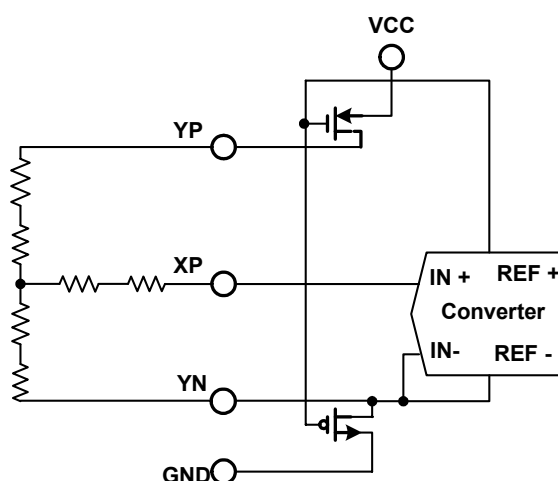 VCC
YP
XP
IN + REF +
Converter
IN- REF -
YN
GND